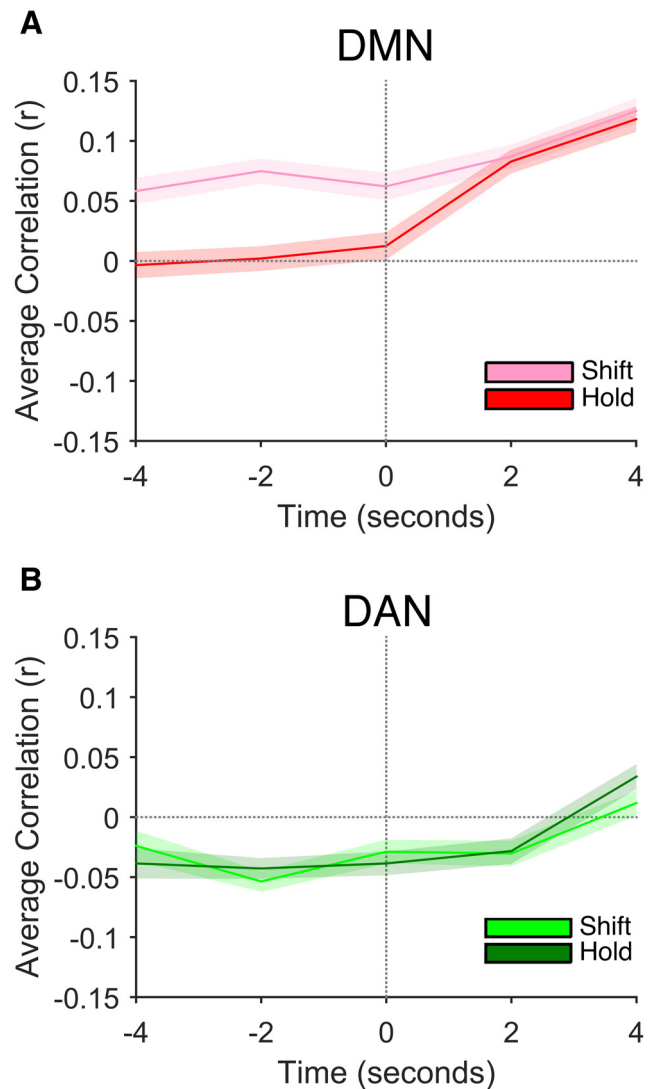 A
DMN
0.15
0.1
0.05
0
-0.05
-0.1
-0.15
Average Correlation (r)
Shift
Hold
-4 -2 0 2 4
Time (seconds)
B
DAN
0.15
0.1
0.05
0
-0.05
-0.1
-0.15
Average Correlation (r)
Shift
Hold
-4 -2 0 2 4
Time (seconds)